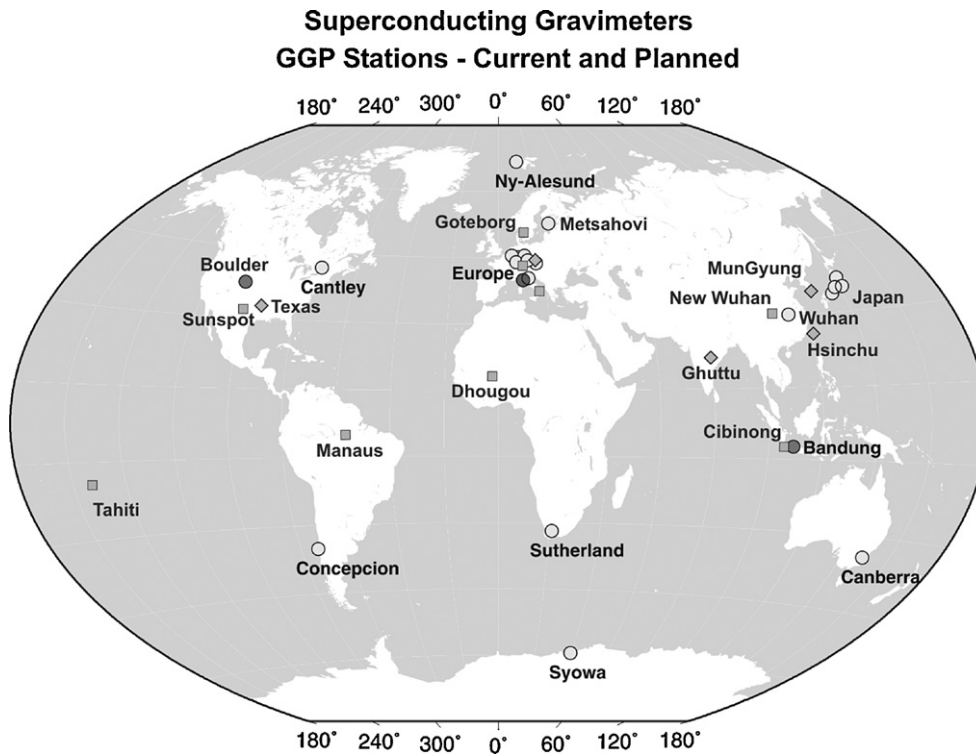 Superconducting Gravimeters
GGP Stations - Current and Planned
180° 240° 300° 0° 60° 120° 180°
Ny-Alesund
Goteborg
Metsahovi
Boulder
Europe
MunGyung
Cantley
New Wuhan
Japan
Sunspot
Texas
Wuhan
Hsinchu
Ghuttu
Dhougou
Cibinong
Manaus
Bandung
Tahiti
Sutherland
Concepcion
Canberra
Syowa
180° 240° 300° 0° 60° 120° 180°